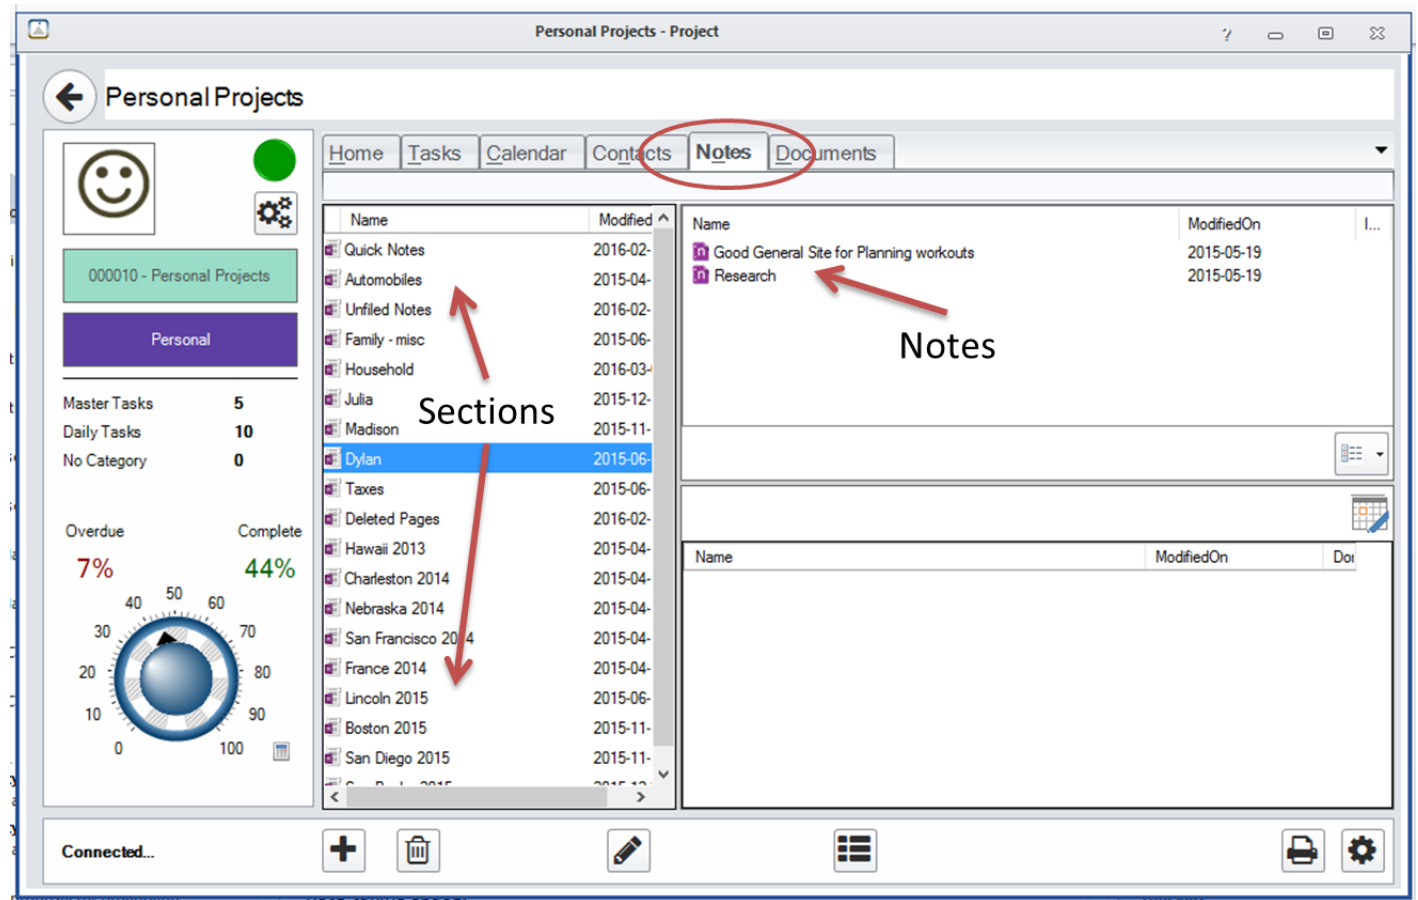 Personal Projects - Project
?
Personal Projects
Home Tasks Calendar Contacts Notes Documents
000010 - Personal Projects
Personal
Master Tasks 5
Daily Tasks 10
No Category 0
Overdue Complete
7% 44%
0 10 20 30 40 50 60 70 80 90 100
Name Modified
Quick Notes 2016-02-
Automobiles 2015-04-
Unfiled Notes 2016-02-
Family - misc 2015-06-
Household 2016-03-
Julia 2015-12-
Madison 2015-11-
Dylan 2015-06-
Taxes 2015-06-
Deleted Pages 2016-02-
Hawaii 2013 2015-04-
Charleston 2014 2015-04-
Nebraska 2014 2015-04-
San Francisco 2014 2015-04-
France 2014 2015-04-
Lincoln 2015 2015-06-
Boston 2015 2015-11-
San Diego 2015 2015-11-
Sections
Name ModifiedOn I...
Good General Site for Planning workouts 2015-05-19
Research 2015-05-19
Notes
Name ModifiedOn Dor
Connected...